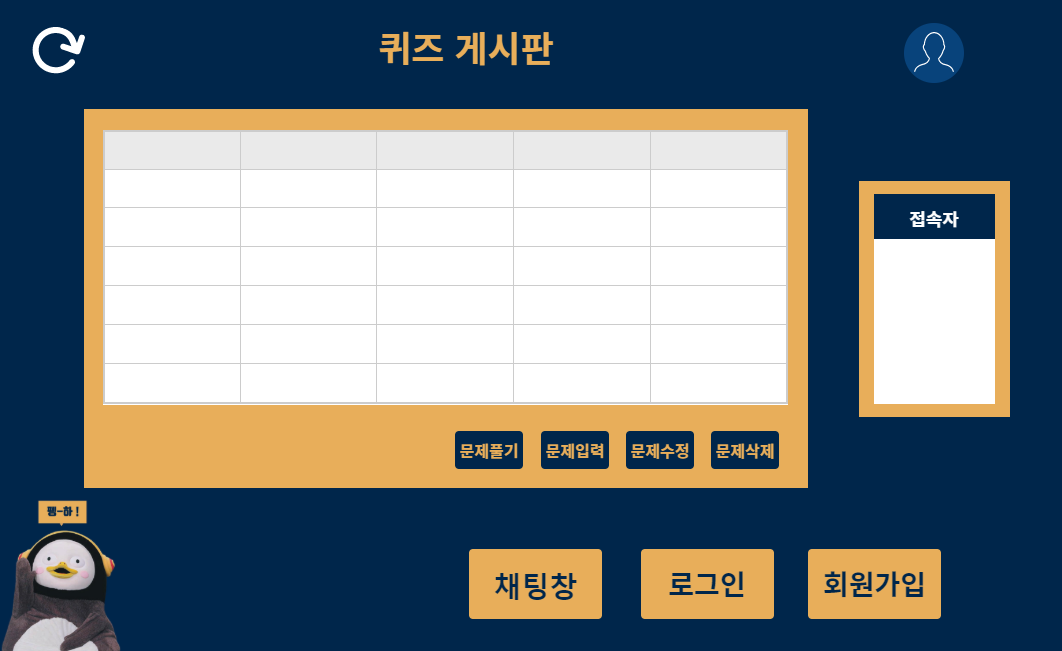 퀴즈 게시판
접속자
문제풀기
문제입력
문제수정
문제삭제
펭-하!
채팅창
로그인
회원가입